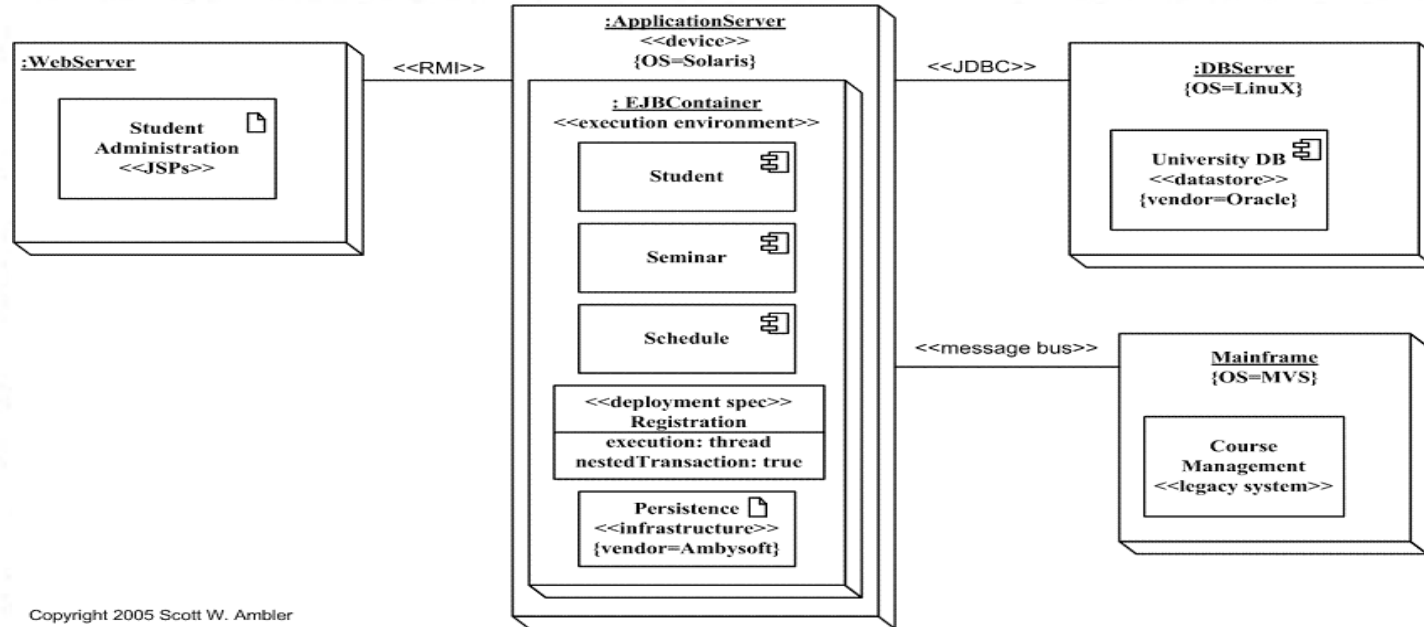 :WebServer
Student
Administration
<<JSPs>>
<<RMI>>
:ApplicationServer
<<device>>
{OS=Solaris}
: EJBContainer
<<execution environment>>
Student
Seminar
Schedule
<<deployment spec>>
Registration
execution: thread
nestedTransaction: true
Persistence
<<infrastructure>>
{vendor=Ambysoft}
<<JDBC>>
:DBServer
{OS=LinuX}
University DB
<<datastore>>
{vendor=Oracle}
<<message bus>>
Mainframe
{OS=MVS}
Course
Management
<<legacy system>>
Copyright 2005 Scott W. Ambler